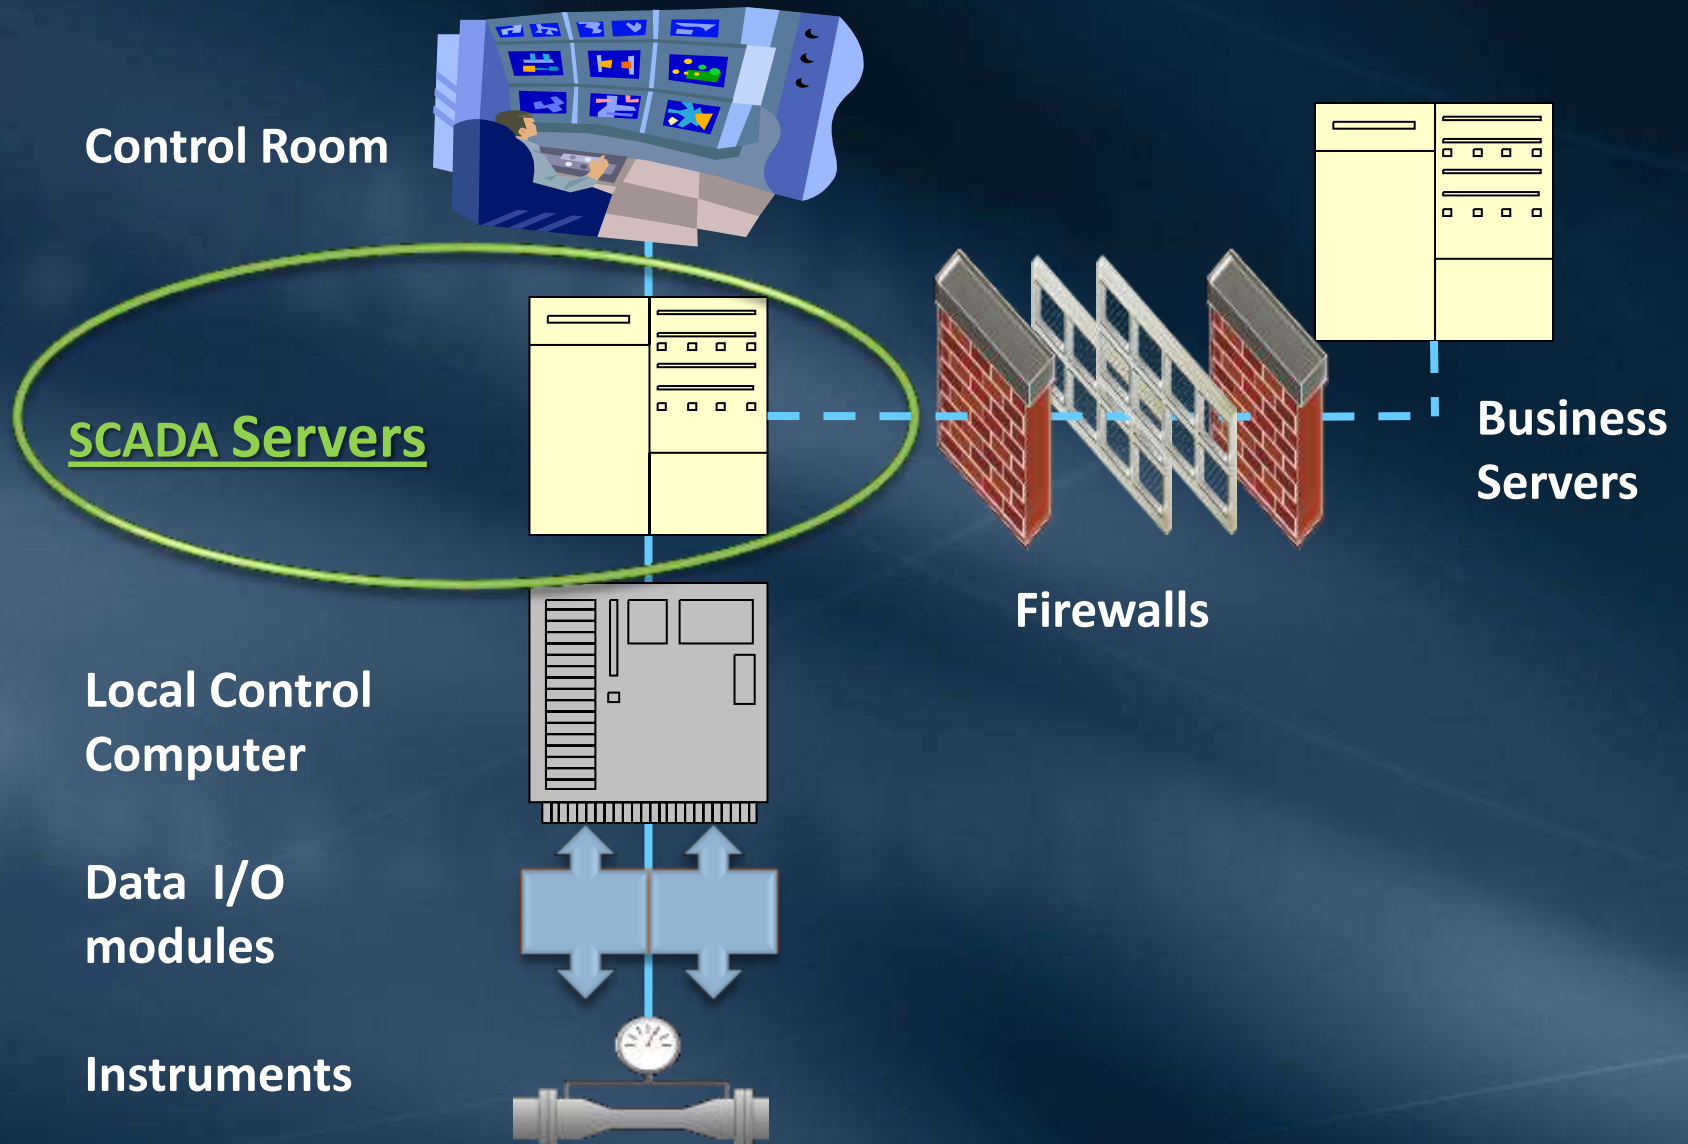 Control Room
SCADA Servers
Business
Servers
Firewalls
Local Control
Computer
Data I/O
modules
Instruments